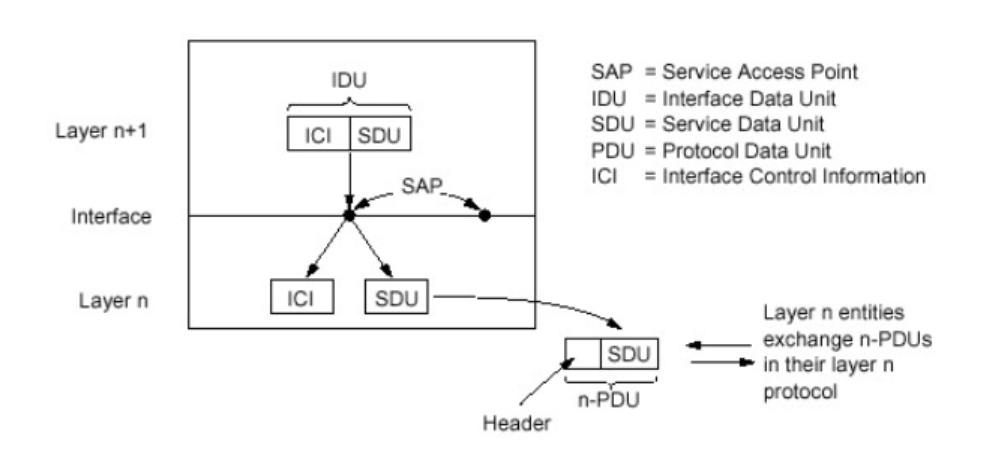 IDU
SAP = Service Access Point
IDU = Interface Data Unit
SDU = Service Data Unit
PDU = Protocol Data Unit
ICI = Interface Control Information
Layer n+1
ICI SDU
SAP
Interface
Layer n
ICI SDU
Layer n entities
exchange n-PDUs
in their layer n
protocol
SDU
n-PDU
Header